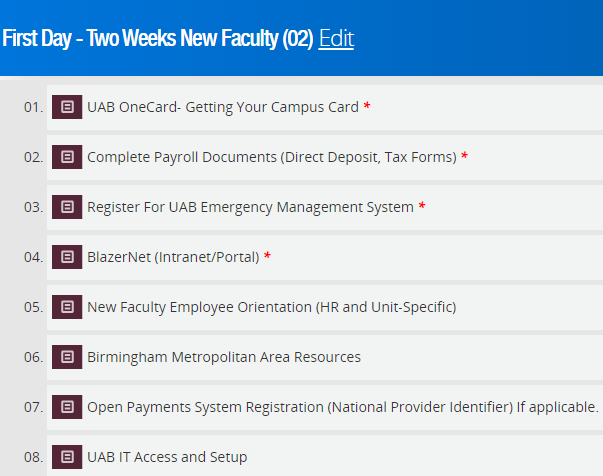 First Day - Two Weeks New Faculty (02) Edit
01. UAB OneCard- Getting Your Campus Card *
02. Complete Payroll Documents (Direct Deposit, Tax Forms) *
03. Register For UAB Emergency Management System *
04. BlazerNet (Intranet/Portal) *
05. New Faculty Employee Orientation (HR and Unit-Specific)
06. Birmingham Metropolitan Area Resources
07. Open Payments System Registration (National Provider Identifier) If applicable.
08. UAB IT Access and Setup